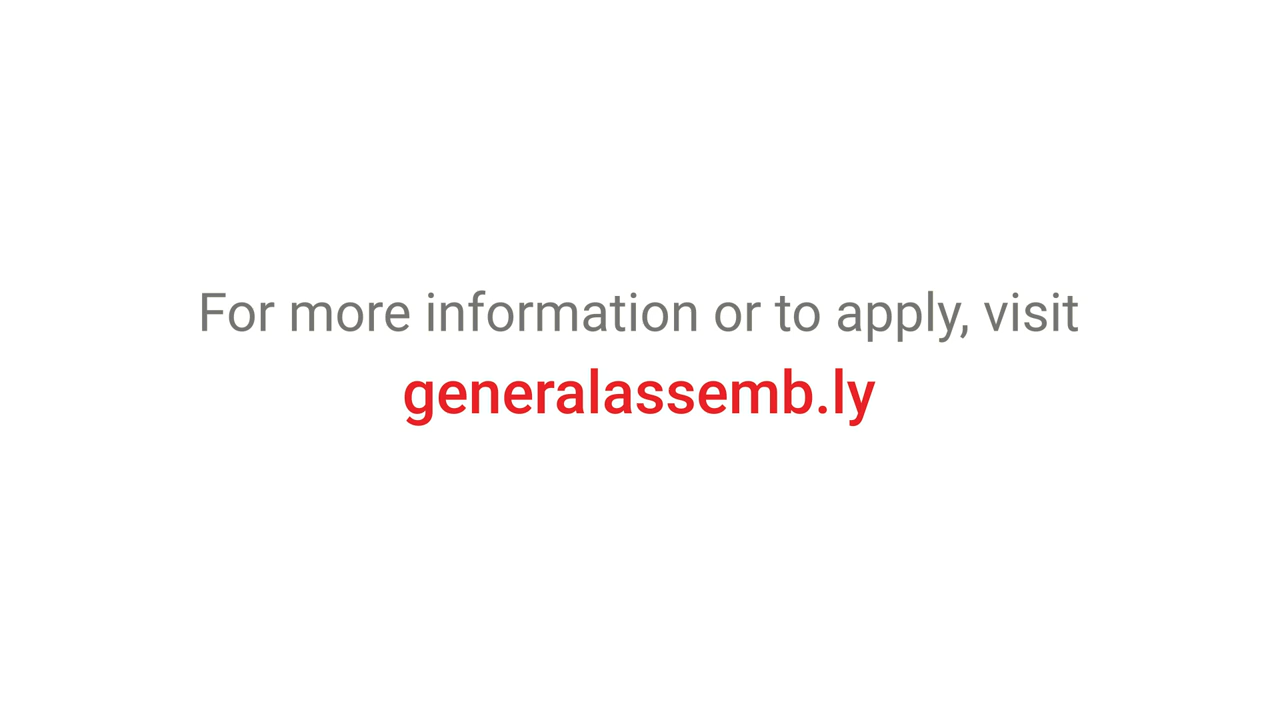 For more information or to apply, visit
generalassemb.ly